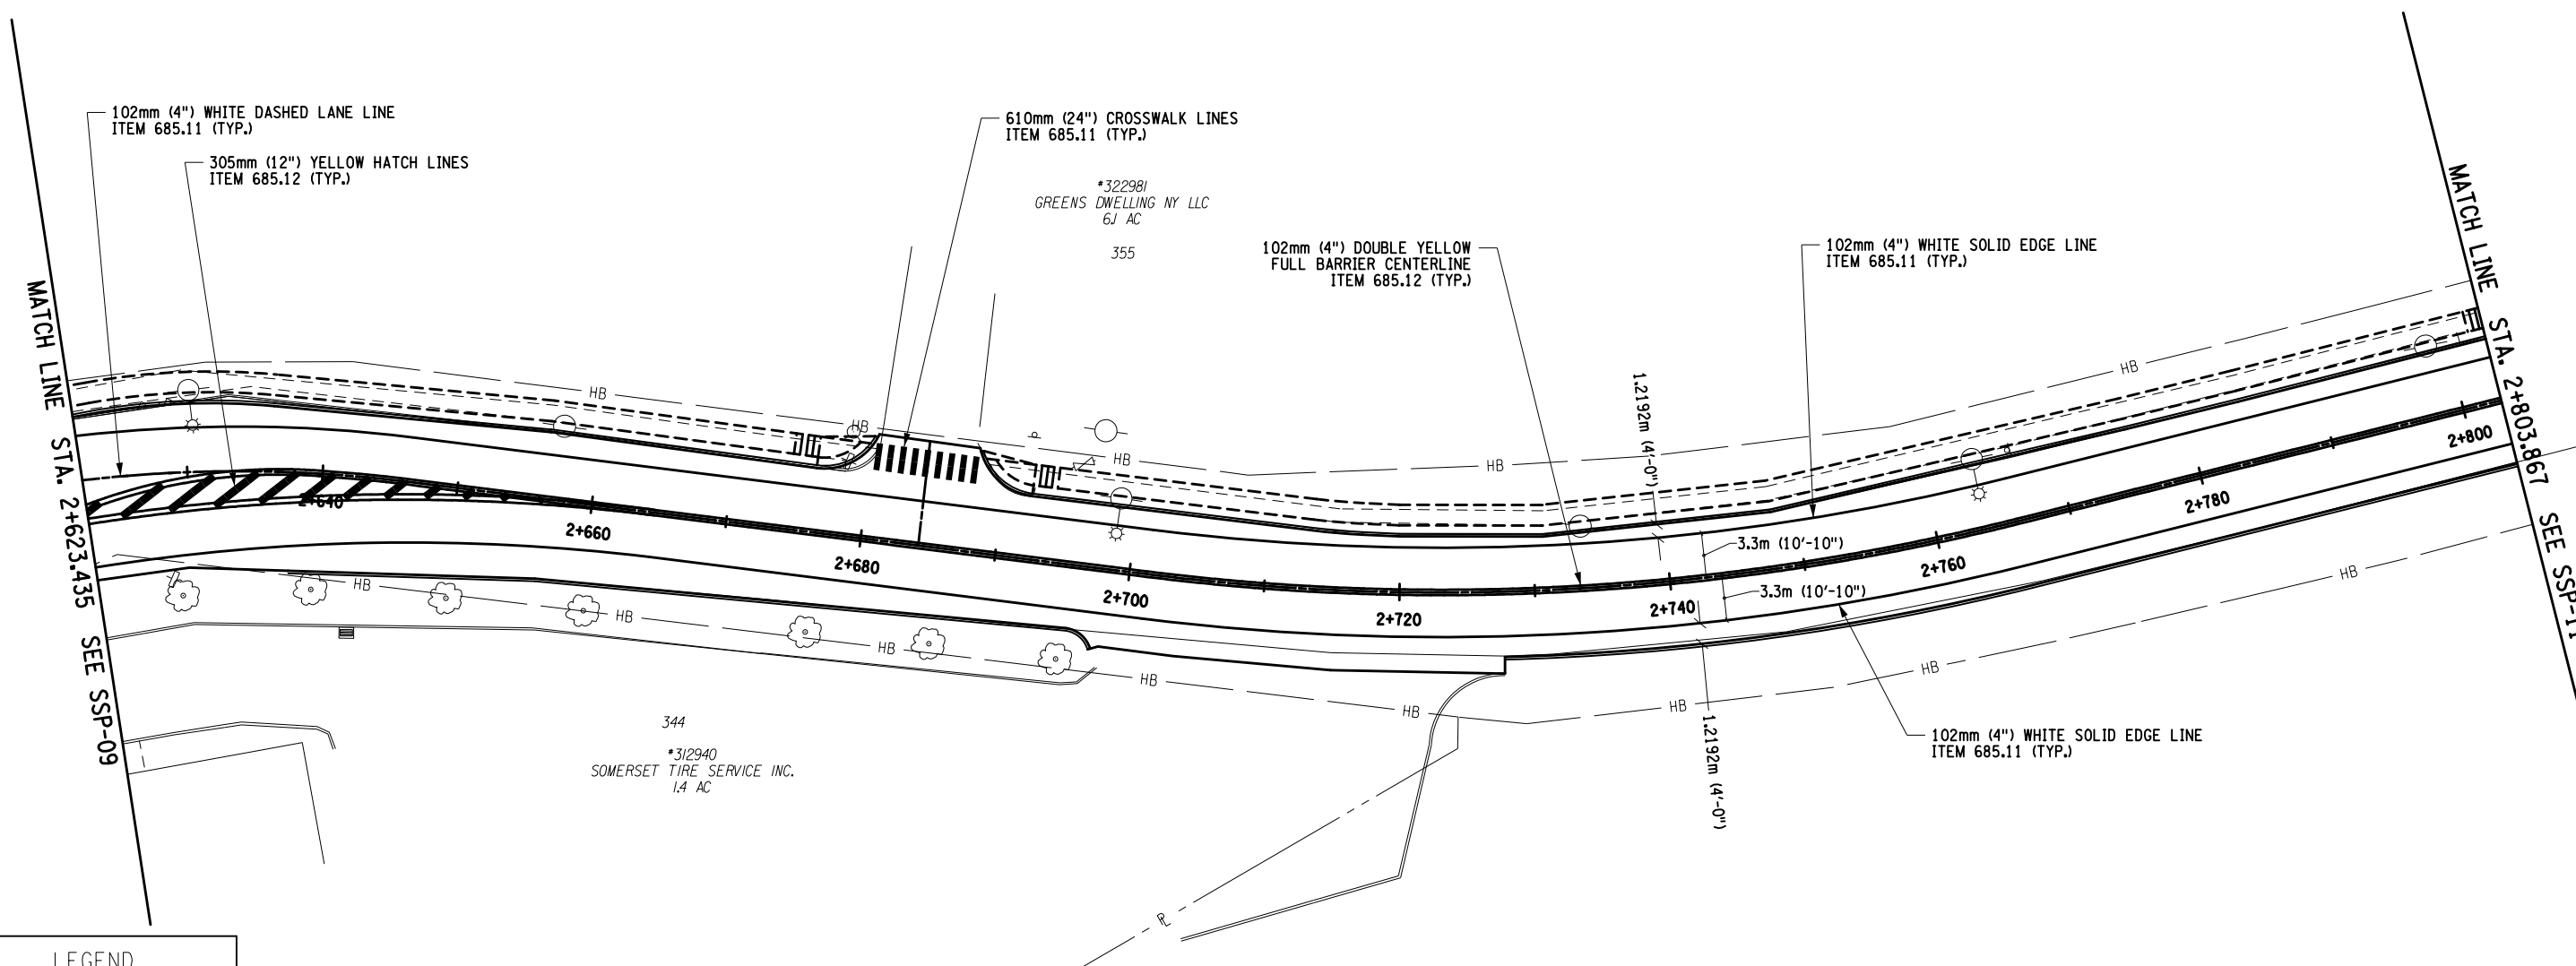 102mm (4") WHITE DASHED LANE LINE
ITEM 685.11 (TYP.)
305mm (12") YELLOW HATCH LINES
ITEM 685.12 (TYP.)
610mm (24") CROSSWALK LINES
ITEM 685.11 (TYP.)
*322981
GREENS DWELLING NY LLC
6.1 AC
355
102mm (4") DOUBLE YELLOW
FULL BARRIER CENTERLINE
ITEM 685.12 (TYP.)
102mm (4") WHITE SOLID EDGE LINE
ITEM 685.11 (TYP.)
MATCH LINE STA. 2+623.435 SEE SSP-09
MATCH LINE STA. 2+803.867 SEE SSP-11
HB
HB
HB
HB
HB
1.2192m (4'-0")
3.3m (10'-10")
3.3m (10'-10")
1.2192m (4'-0")
2+640
2+660
2+680
2+700
2+720
2+740
2+760
2+780
2+800
HB
HB
HB
HB
HB
HB
HB
HB
344
*312940
SOMERSET TIRE SERVICE INC.
1.4 AC
102mm (4") WHITE SOLID EDGE LINE
ITEM 685.11 (TYP.)
PL
LEGEND